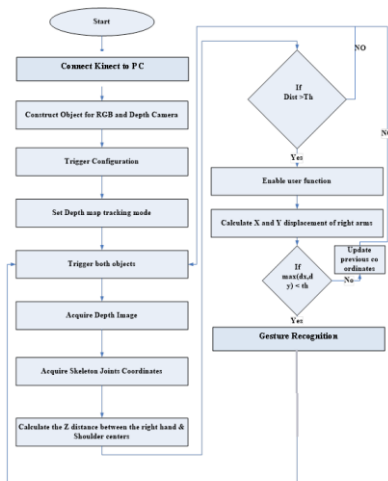 Start
Connect Kinect to PC
Construct Object for RGB and Depth Camera
Trigger Configuration
Set Depth map tracking mode
Trigger both objects
Acquire Depth Image
Acquire Skeleton Joints Coordinates
Calculate the Z distance between the right hand &
Shoulder centers
If
Dist >Th
NO
Yes
Enable user function
Calculate X and Y displacement of right arms
If
max(dx,d
y) < th
No
Update
previous co
ordinates
Yes
Gesture Recognition